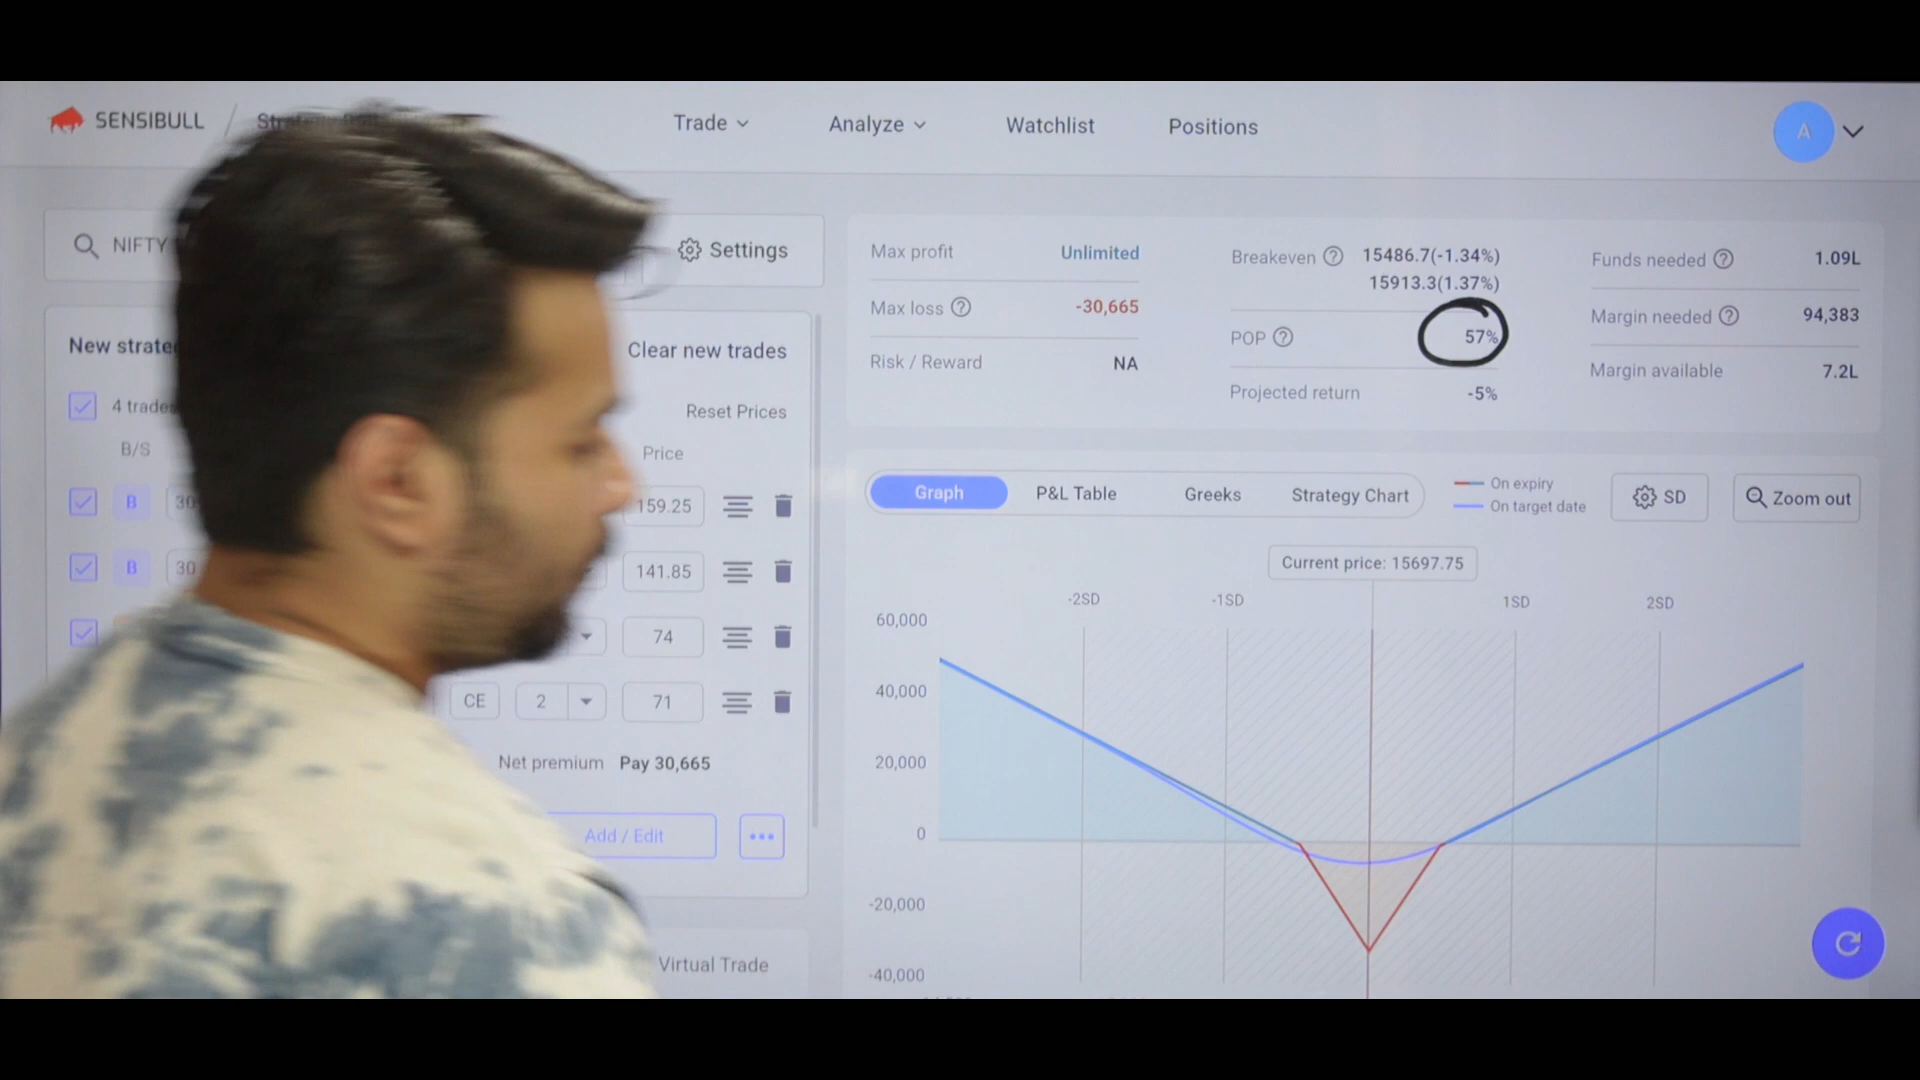 SENSIBULL /
Trade
Analyze
Watchlist
Positions
A
NIFTY
Settings
Max profit Unlimited
Max loss ? -30,665
Risk / Reward NA
Breakeven ? 15486.7(-1.34%)
15913.3(1.37%)
POP ? 57%
Projected return -5%
Funds needed ? 1.09L
Margin needed ? 94,383
Margin available 7.2L
New
Clear new trades
4 trades
Reset Prices
B/S
Price
B 30 159.25
B 30 141.85
74
CE 2 71
Net premium Pay 30,665
Add / Edit
Virtual Trade
Graph
P&L Table
Greeks
Strategy Chart
On expiry
On target date
SD
Zoom out
Current price: 15697.75
-2SD -1SD 1SD 2SD
60,000
40,000
20,000
0
-20,000
-40,000